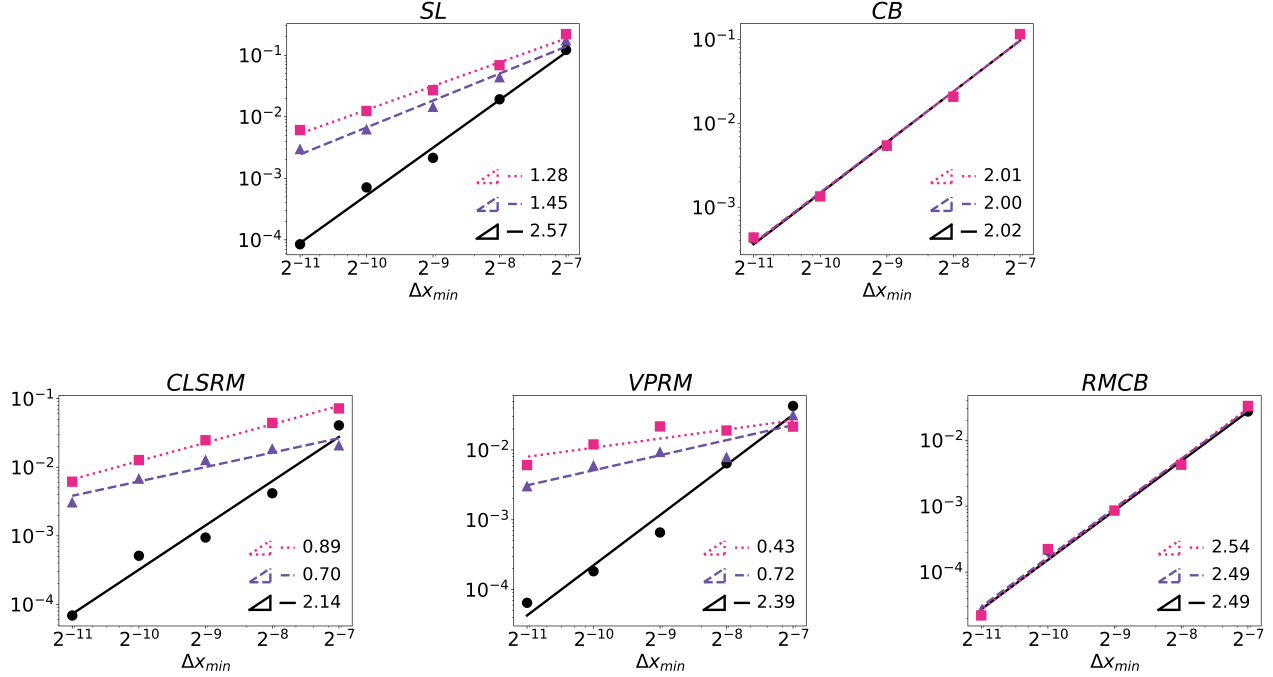 SL
10⁻¹
10⁻²
10⁻³
10⁻⁴
1.28
1.45
2.57
2⁻¹¹ 2⁻¹⁰ 2⁻⁹ 2⁻⁸ 2⁻⁷
Δx_min
CB
10⁻¹
10⁻²
10⁻³
2.01
2.00
2.02
2⁻¹¹ 2⁻¹⁰ 2⁻⁹ 2⁻⁸ 2⁻⁷
Δx_min
CLSRM
10⁻¹
10⁻²
10⁻³
10⁻⁴
0.89
0.70
2.14
2⁻¹¹ 2⁻¹⁰ 2⁻⁹ 2⁻⁸ 2⁻⁷
Δx_min
VPRM
10⁻²
10⁻³
10⁻⁴
0.43
0.72
2.39
2⁻¹¹ 2⁻¹⁰ 2⁻⁹ 2⁻⁸ 2⁻⁷
Δx_min
RMCB
10⁻²
10⁻³
10⁻⁴
2.54
2.49
2.49
2⁻¹¹ 2⁻¹⁰ 2⁻⁹ 2⁻⁸ 2⁻⁷
Δx_min